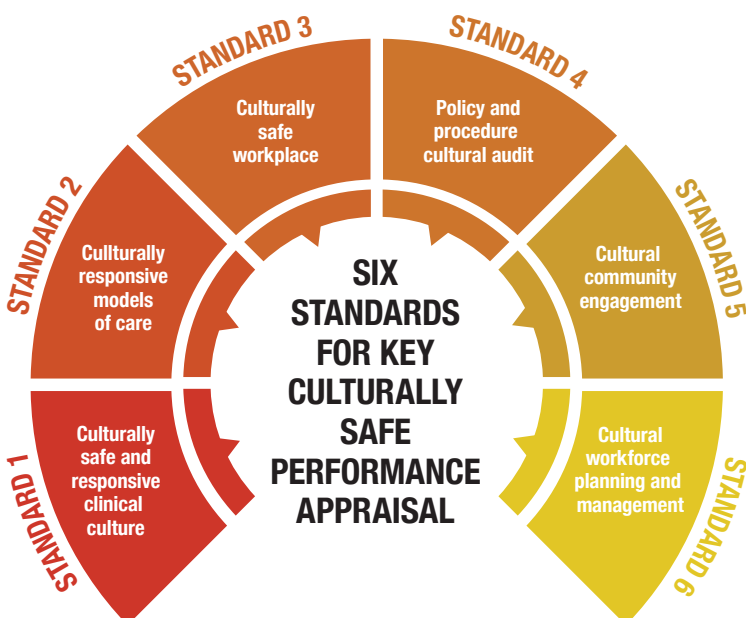 STANDARD 1
Culturally
safe and
responsive
clinical
culture
STANDARD 2
Cullturally
responsive
models
of care
STANDARD 3
Culturally
safe
workplace
STANDARD 4
Policy and
procedure
cultural audit
STANDARD 5
Cultural
community
engagement
STANDARD 6
Cultural
workforce
planning and
management
SIX
STANDARDS
FOR KEY
CULTURALLY
SAFE
PERFORMANCE
APPRAISAL